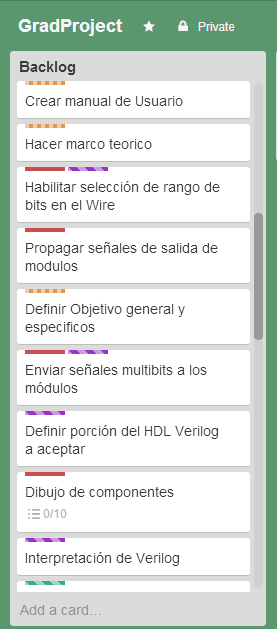 GradProject
Private
Backlog
Crear manual de Usuario
Hacer marco teorico
Habilitar selección de rango de
bits en el Wire
Propagar señales de salida de
modulos
Definir Objetivo general y
especificos
Enviar señales multibits a los
módulos
Definir porción del HDL Verilog
a aceptar
Dibujo de componentes
0/10
Interpretación de Verilog
Add a card...